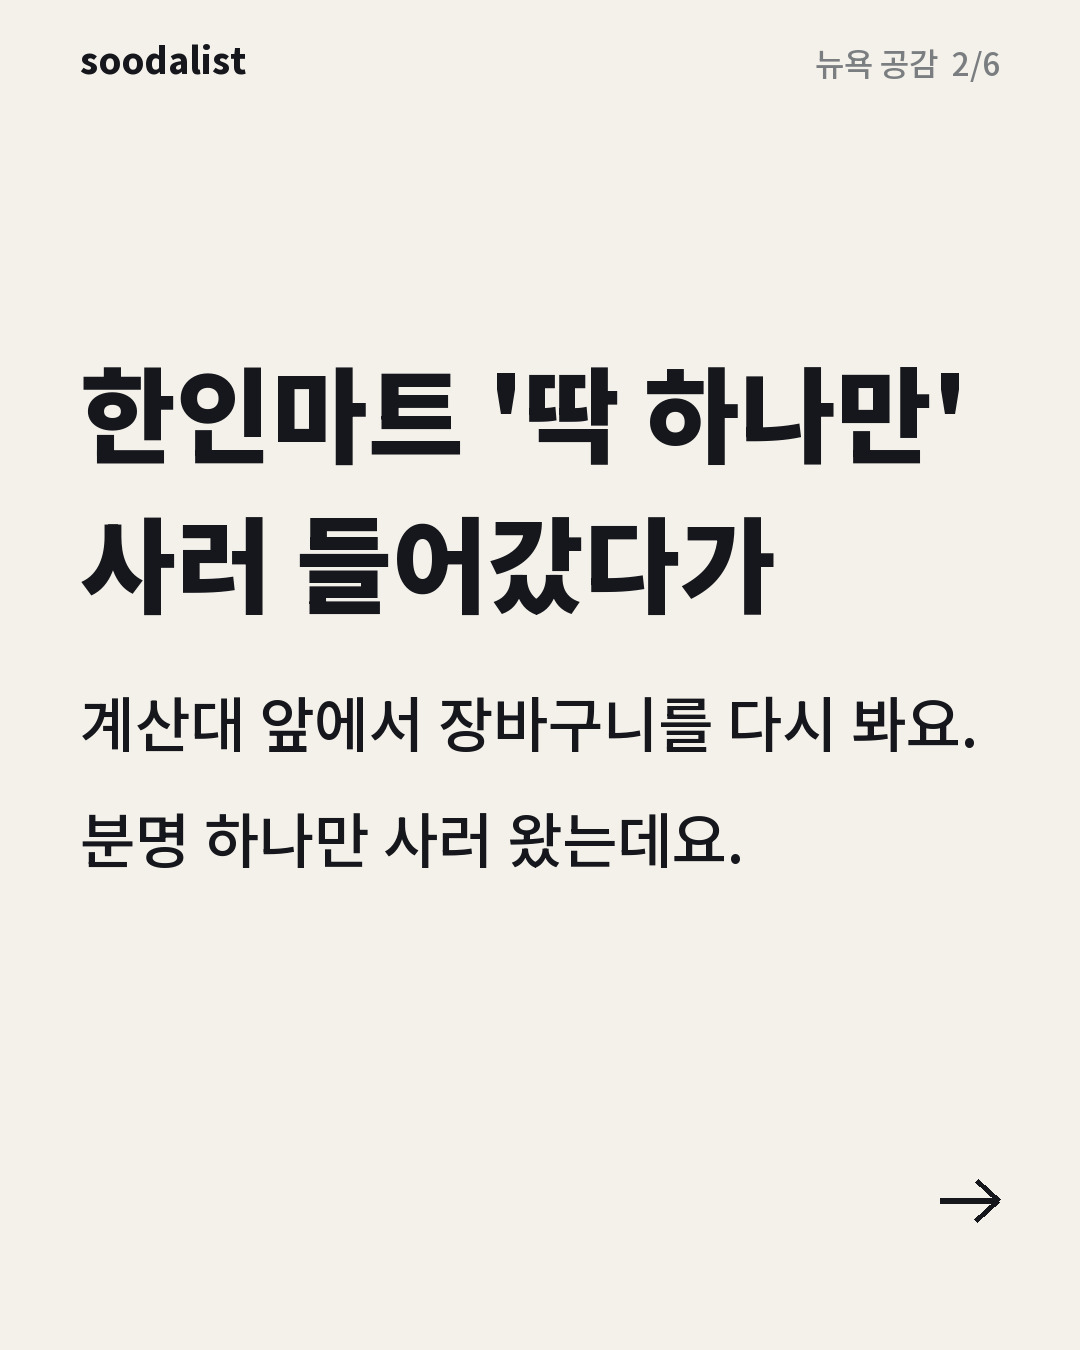 soodalist
뉴욕 공감 2/6
한인마트 '딱 하나만'
사러 들어갔다가
계산대 앞에서 장바구니를 다시 봐요.
분명 하나만 사러 왔는데요.